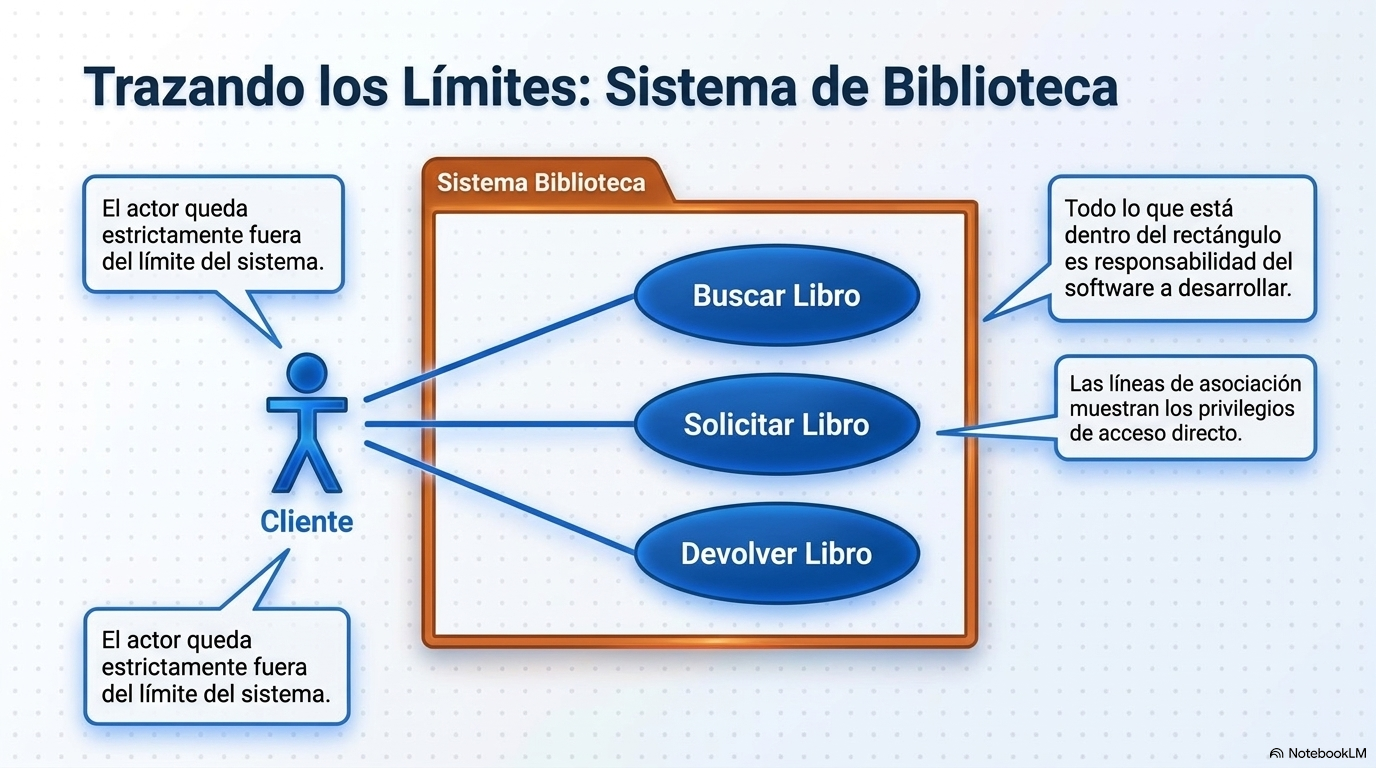 Trazando los Límites: Sistema de Biblioteca
El actor queda
estrictamente fuera
del límite del sistema.
Cliente
El actor queda
estrictamente fuera
del límite del sistema.
Sistema Biblioteca
Buscar Libro
Solicitar Libro
Devolver Libro
Todo lo que está
dentro del rectángulo
es responsabilidad del
software a desarrollar.
Las líneas de asociación
muestran los privilegios
de acceso directo.
NotebookLM